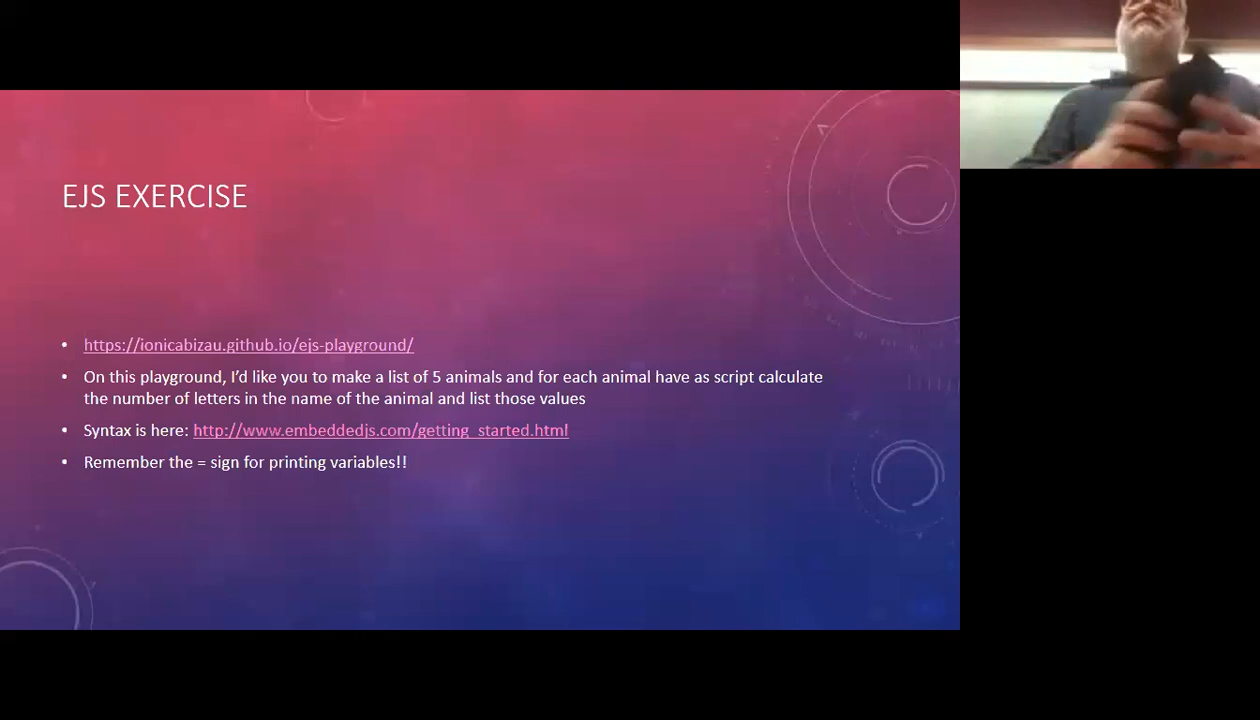 EJS EXERCISE
https://ionicabizau.github.io/ejs-playground/
On this playground, I'd like you to make a list of 5 animals and for each animal have as script calculate
the number of letters in the name of the animal and list those values
Syntax is here: http://www.embeddedjs.com/getting_started.html
Remember the = sign for printing variables!!